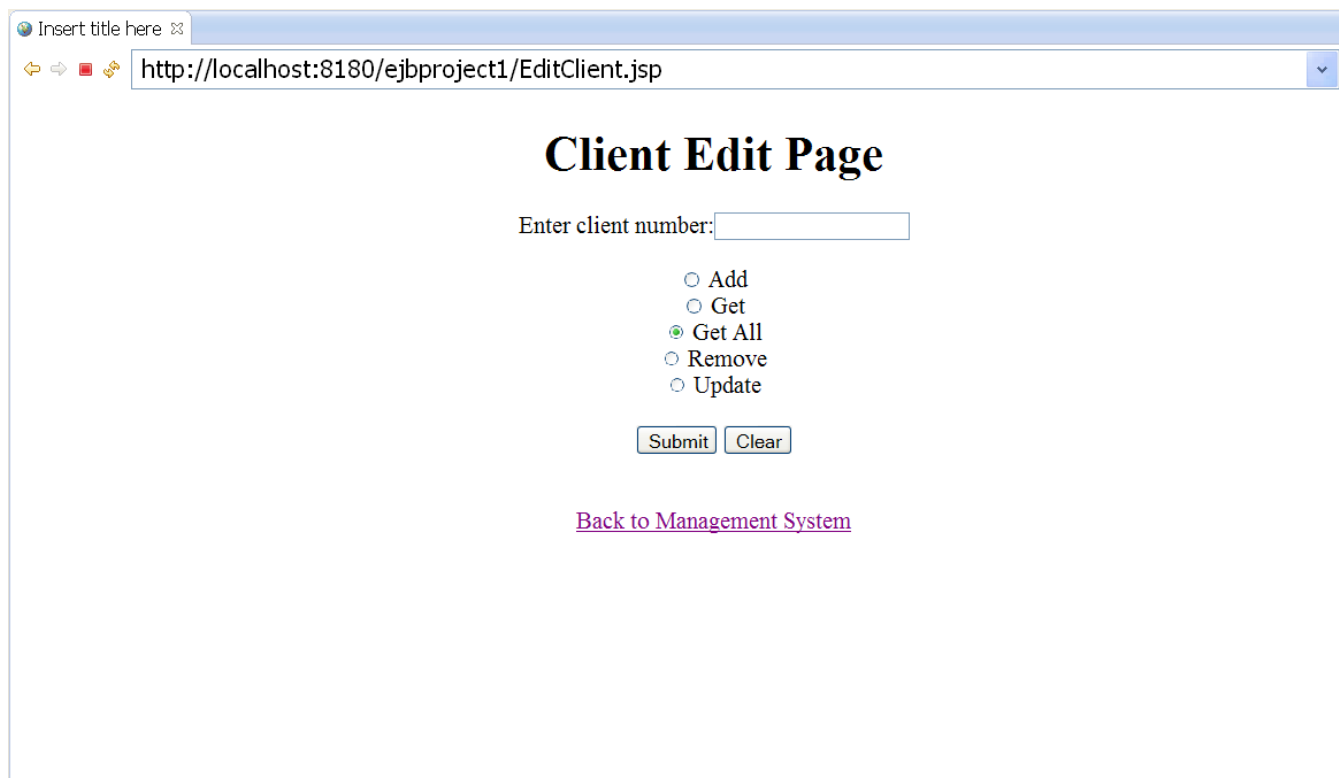 Insert title here
http://localhost:8180/ejbproject1/EditClient.jsp
Client Edit Page
Enter client number:
Add
Get
Get All
Remove
Update
Submit Clear
Back to Management System